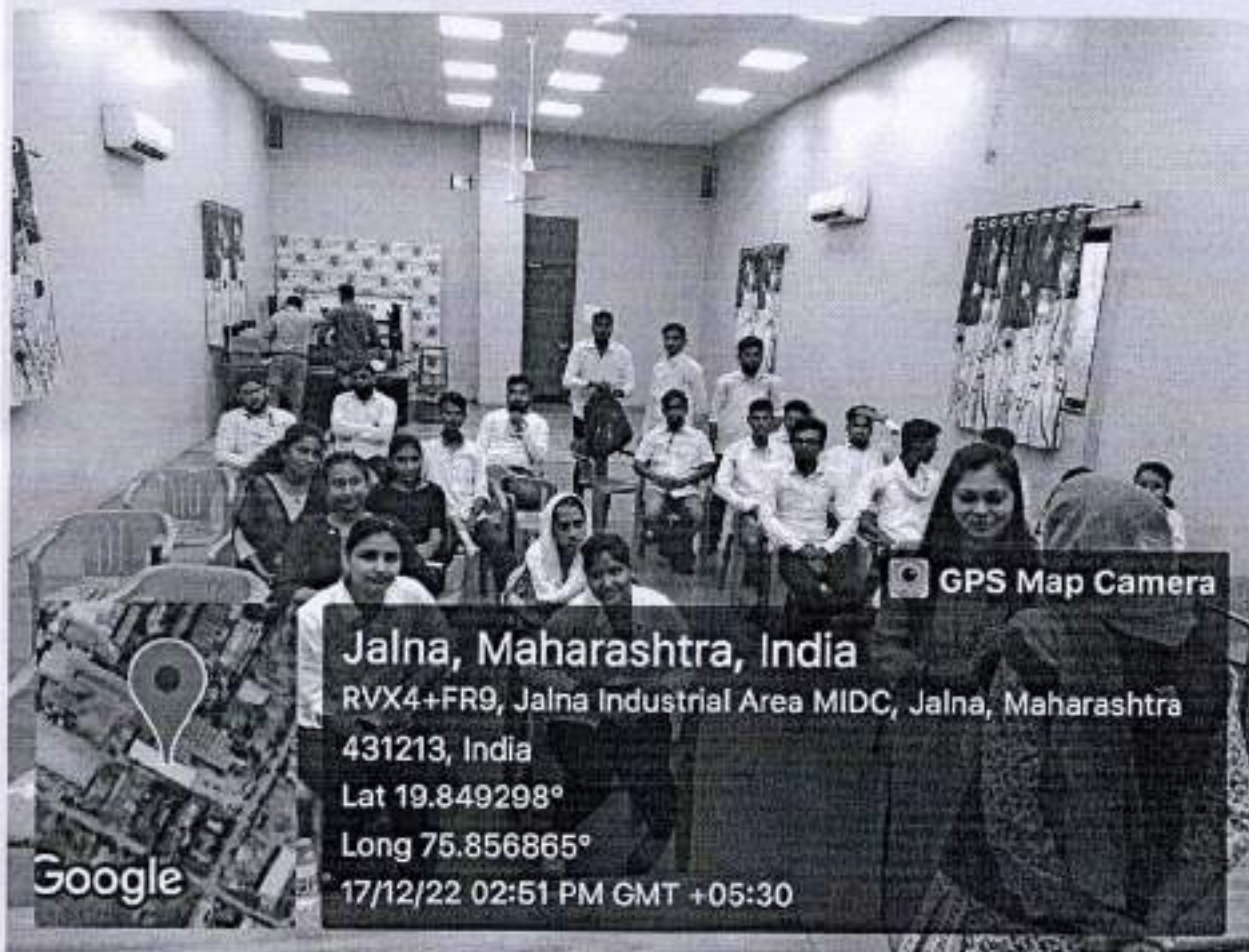 GPS Map Camera
Jalna, Maharashtra, India
RVX4+FR9, Jalna Industrial Area MIDC, Jalna, Maharashtra
431213, India
Lat 19.849298°
Long 75.856865°
17/12/22 02:51 PM GMT +05:30
Google